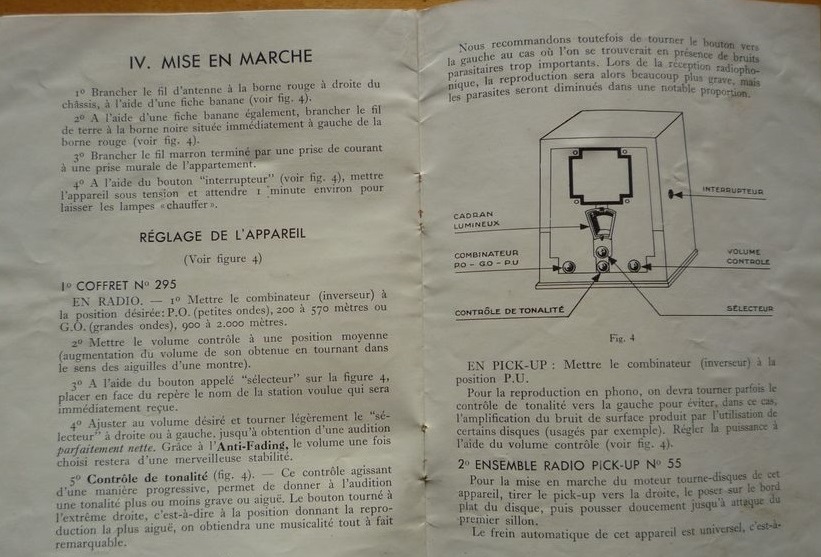 IV. MISE EN MARCHE
1º Brancher le fil d'antenne à la borne rouge à droite du
châssis, à l'aide d'une fiche banane (voir fig. 4).
2º A l'aide d'une fiche banane également, brancher le fil
de terre à la borne noire située immédiatement à gauche de la
borne rouge (voir fig. 4).
3º Brancher le fil marron terminé par une prise de courant
à une prise murale de l'appartement.
4º A l'aide du bouton "interrupteur" (voir fig. 4), mettre
l'appareil sous tension et attendre 1 minute environ pour
laisser les lampes « chauffer ».
RÉGLAGE DE L'APPAREIL
(Voir figure 4)
1º COFFRET Nº 295
EN RADIO. — 1º Mettre le combinateur (inverseur) à
la position désirée: P.O. (petites ondes), 200 à 570 mètres ou
G.O. (grandes ondes), 900 à 2.000 mètres.
2º Mettre le volume contrôle à une position moyenne
(augmentation du volume de son obtenue en tournant dans
le sens des aiguilles d'une montre).
3º A l'aide du bouton appelé "sélecteur" sur la figure 4,
placer en face du repère le nom de la station voulue qui sera
immédiatement reçue.
4º Ajuster au volume désiré et tourner légèrement le "sé-
lecteur" à droite ou à gauche, jusqu'à obtention d'une audition
parfaitement nette. Grâce à l'Anti-Fading, le volume une fois
choisi restera d'une merveilleuse stabilité.
5º Contrôle de tonalité (fig. 4). — Ce contrôle agissant
d'une manière progressive, permet de donner à l'audition
une tonalité plus ou moins grave ou aiguë. Le bouton tourné à
l'extrême droite, c'est-à-dire à la position donnant la repro-
duction la plus aiguë, on obtiendra une musicalité tout à fait
remarquable.
Nous recommandons toutefois de tourner le bouton vers
la gauche au cas où l'on se trouverait en présence de bruits
parasitaires trop importants. Lors de la réception radiopho-
nique, la reproduction sera alors beaucoup plus grave, mais
les parasites seront diminués dans une notable proportion.
INTERRUPTEUR
CADRAN
LUMINEUX
COMBINATEUR
P.O - G.O - P.U
VOLUME
CONTROLE
CONTRÔLE DE TONALITÉ
SÉLECTEUR
Fig. 4
EN PICK-UP : Mettre le combinateur (inverseur) à la
position P.U.
Pour la reproduction en phono, on devra tourner parfois le
contrôle de tonalité vers la gauche pour éviter, dans ce cas,
l'amplification du bruit de surface produit par l'utilisation de
certains disques (usagés par exemple). Régler la puissance à
l'aide du volume contrôle (voir fig. 4).
2º ENSEMBLE RADIO PICK-UP Nº 55
Pour la mise en marche du moteur tourne-disques de cet
appareil, tirer le pick-up vers la droite, le poser sur le bord
plat du disque, puis pousser doucement jusqu'à attaque du
premier sillon.
Le frein automatique de cet appareil est universel, c'est-à-